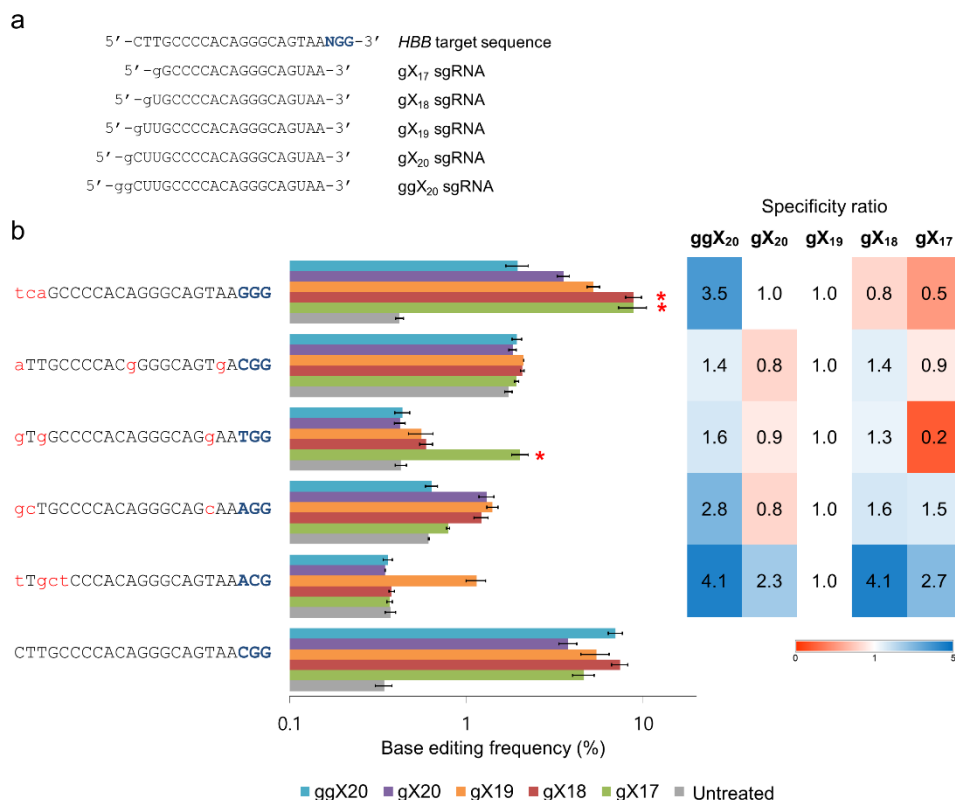 a
5’-CTTGCCCCACAGGGCAGTAANGG-3’ HBB target sequence
5’-gGCCCCACAGGGCAGUAA-3’ gX17 sgRNA
5’-gUGCCCCACAGGGCAGUAA-3’ gX18 sgRNA
5’-gUUGCCCCACAGGGCAGUAA-3’ gX19 sgRNA
5’-gCUUGCCCCACAGGGCAGUAA-3’ gX20 sgRNA
5’-ggCUUGCCCCACAGGGCAGUAA-3’ ggX20 sgRNA
b
Specificity ratio
ggX20 gX20 gX19 gX18 gX17
tcaGCCCCACAGGGCAGTAAGGG * * 3.5 1.0 1.0 0.8 0.5
aTTGCCCCACgGGGCAGTgACGG 1.4 0.8 1.0 1.4 0.9
gTgGCCCCACAGGGCAGgAATGG * 1.6 0.9 1.0 1.3 0.2
gcTGCCCCACAGGGCAGcAAAGG 2.8 0.8 1.0 1.6 1.5
tTgctCCCACAGGGCAGTAAACG 4.1 2.3 1.0 4.1 2.7
CTTGCCCCACAGGGCAGTAACGG
0 1 5
0.1 1 10
Base editing frequency (%)
ggX20 gX20 gX19 gX18 gX17 Untreated